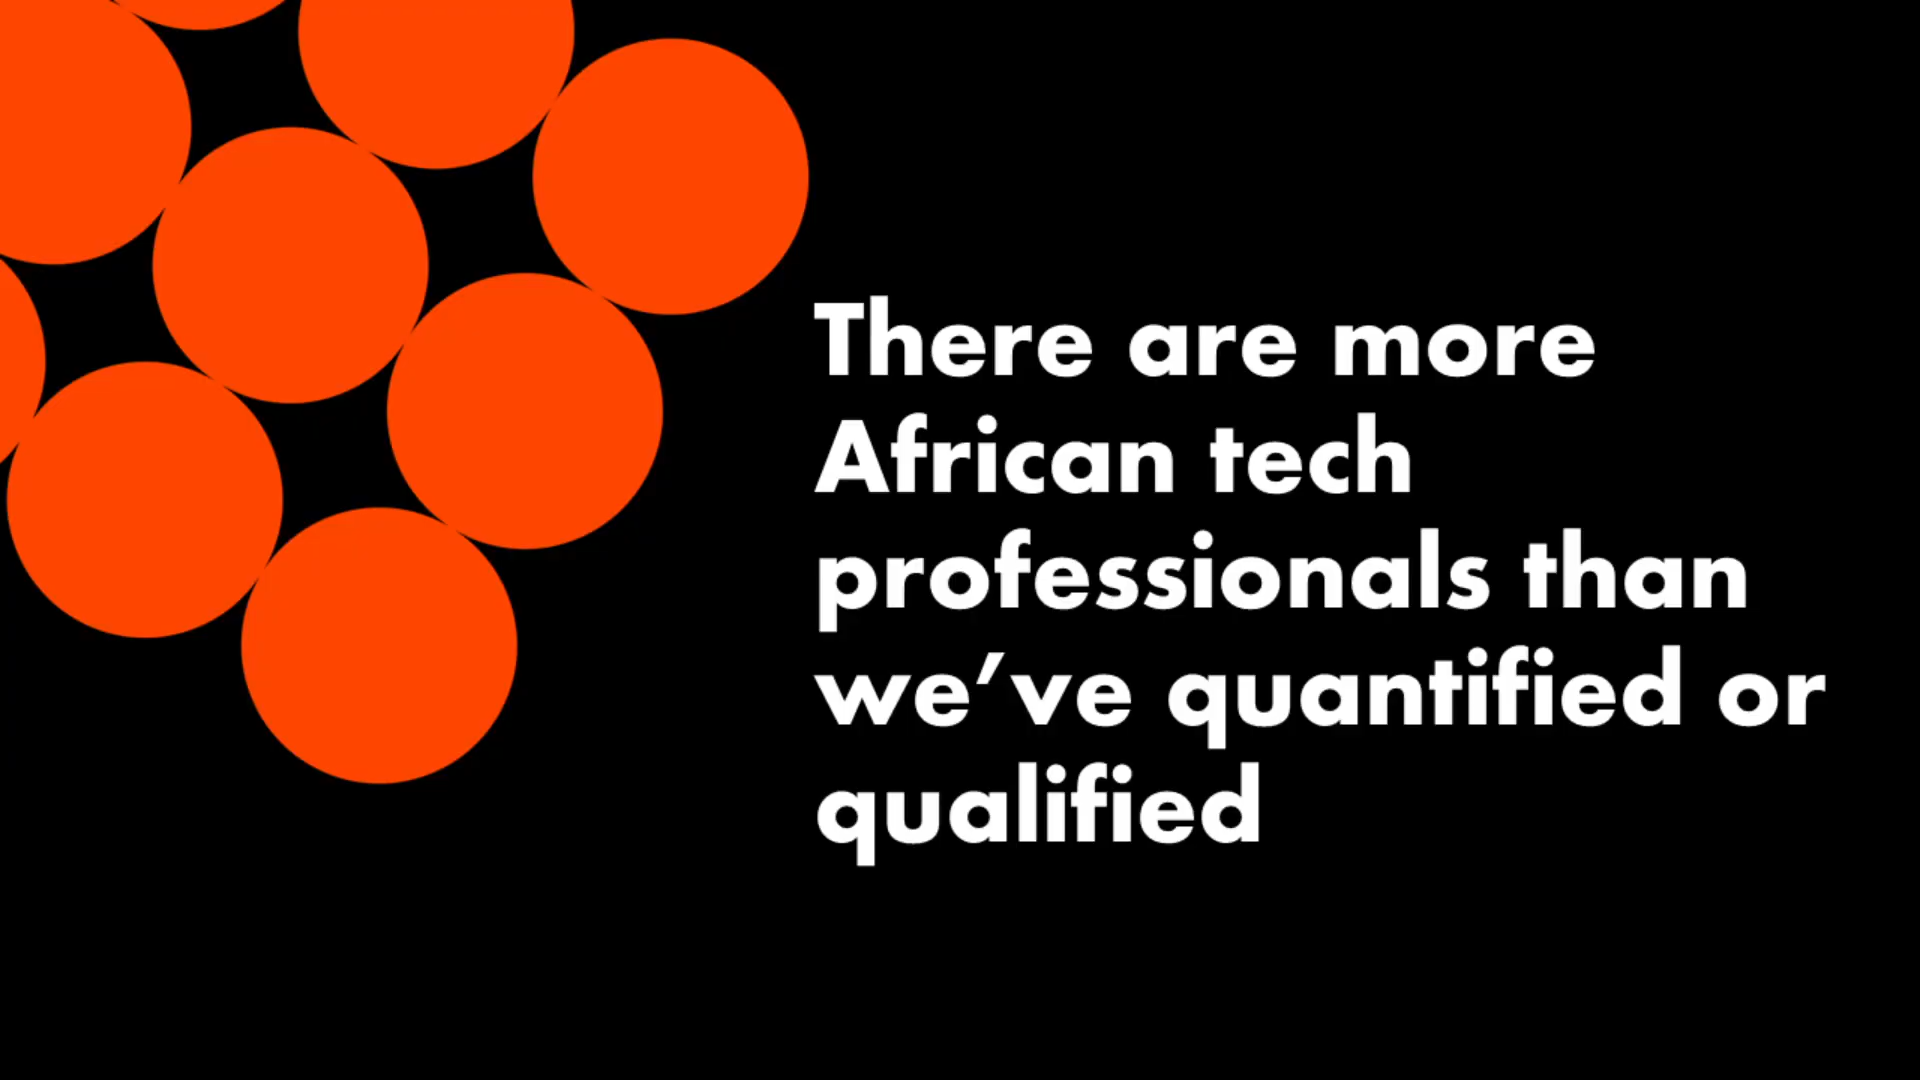 There are more
African tech
professionals than
we’ve quantified or
qualified